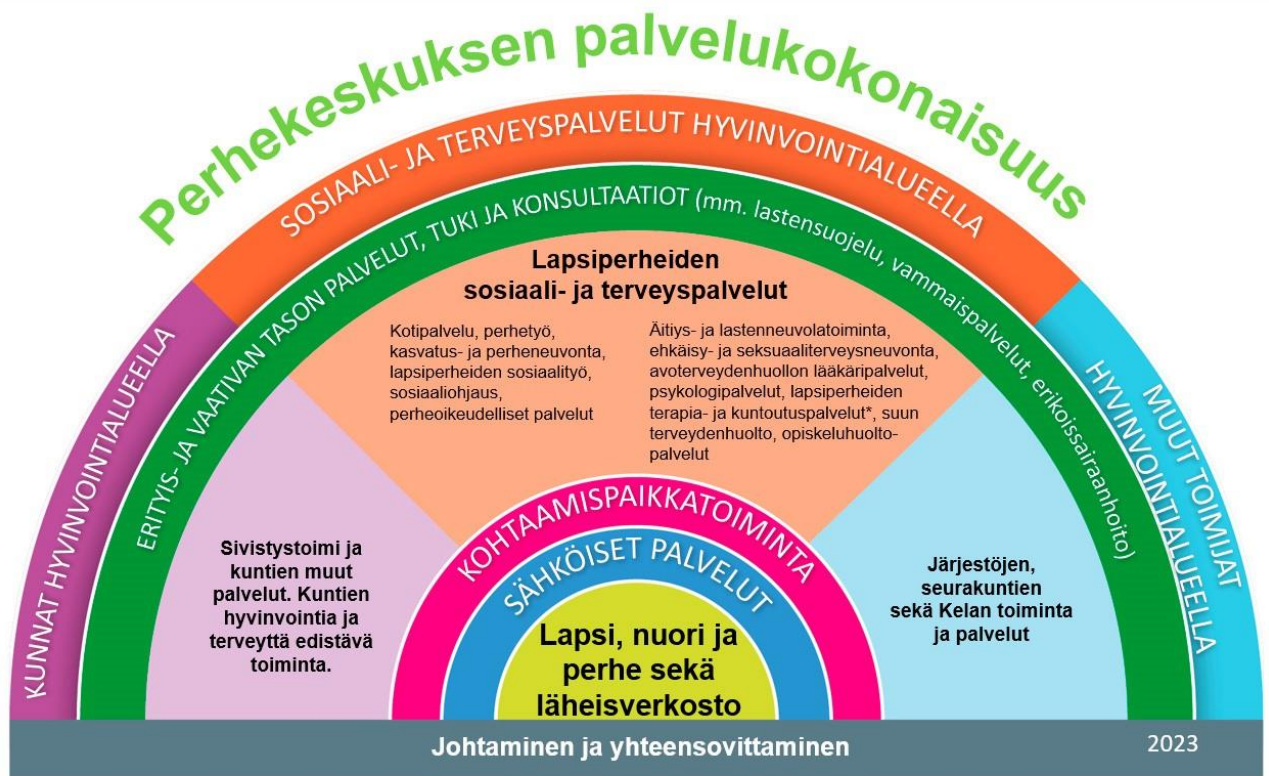 Perhekeskuksen palvelukokonaisuus
SOSIAALI- JA TERVEYSPALVELUT HYVINVOINTIALUEELLA
KUNNAT HYVINVOINTIALUEELLA
MUUT TOIMIJAT
HYVINVOINTIALUEELLA
ERITYIS- JA VAATIVAN TASON PALVELUT, TUKI JA KONSULTAATIOT (mm. lastensuojelu, vammaispalvelut, erikoissairaanhoito)
Lapsiperheiden
sosiaali- ja terveyspalvelut
Kotipalvelu, perhetyö,
kasvatus- ja perheneuvonta,
lapsiperheiden sosiaalityö,
sosiaaliohjaus,
perheoikeudelliset palvelut
Äitiys- ja lastenneuvolatoiminta,
ehkäisy- ja seksuaaliterveysneuvonta,
avoterveydenhuollon lääkäripalvelut,
psykologipalvelut, lapsiperheiden
terapia- ja kuntoutuspalvelut*, suun
terveydenhuolto, opiskeluhuolto-
palvelut
Sivistystoimi ja
kuntien muut
palvelut. Kuntien
hyvinvointia ja
terveyttä edistävä
toiminta.
Järjestöjen,
seurakuntien
sekä Kelan toiminta
ja palvelut
KOHTAAMISPAIKKATOIMINTA
SÄHKÖISET PALVELUT
Lapsi, nuori ja
perhe sekä
läheisverkosto
Johtaminen ja yhteensovittaminen
2023